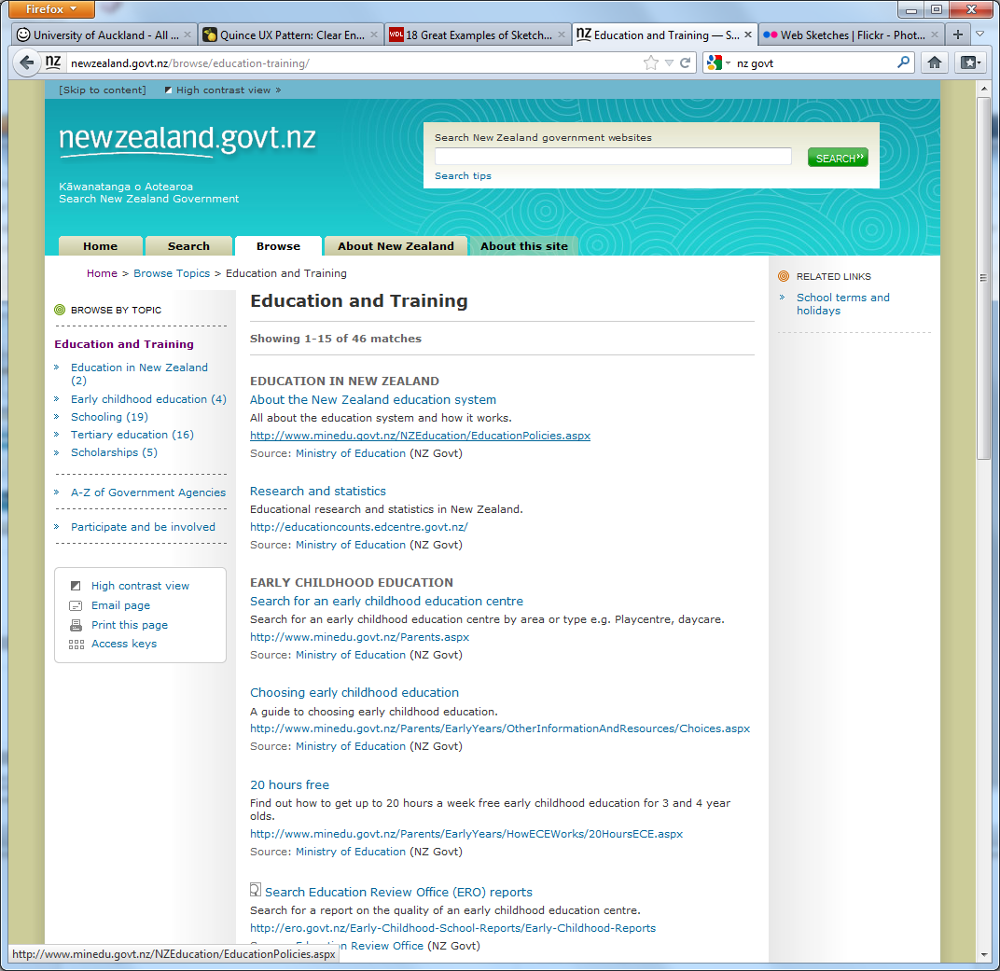 Firefox
University of Auckland - All ...
Quince UX Pattern: Clear En...
WDL 18 Great Examples of Sketch...
nz Education and Training — S...
Web Sketches | Flickr - Phot...
nz newzealand.govt.nz/browse/education-training/
nz govt
[Skip to content] High contrast view »
newzealand.govt.nz
Kāwanatanga o Aotearoa
Search New Zealand Government
Search New Zealand government websites
SEARCH»
Search tips
Home Search Browse About New Zealand About this site
Home > Browse Topics > Education and Training
BROWSE BY TOPIC
Education and Training
» Education in New Zealand
(2)
» Early childhood education (4)
» Schooling (19)
» Tertiary education (16)
» Scholarships (5)
» A-Z of Government Agencies
» Participate and be involved
High contrast view
Email page
Print this page
Access keys
Education and Training
Showing 1-15 of 46 matches
EDUCATION IN NEW ZEALAND
About the New Zealand education system
All about the education system and how it works.
http://www.minedu.govt.nz/NZEducation/EducationPolicies.aspx
Source: Ministry of Education (NZ Govt)
Research and statistics
Educational research and statistics in New Zealand.
http://educationcounts.edcentre.govt.nz/
Source: Ministry of Education (NZ Govt)
EARLY CHILDHOOD EDUCATION
Search for an early childhood education centre
Search for an early childhood education centre by area or type e.g. Playcentre, daycare.
http://www.minedu.govt.nz/Parents.aspx
Source: Ministry of Education (NZ Govt)
Choosing early childhood education
A guide to choosing early childhood education.
http://www.minedu.govt.nz/Parents/EarlyYears/OtherInformationAndResources/Choices.aspx
Source: Ministry of Education (NZ Govt)
20 hours free
Find out how to get up to 20 hours a week free early childhood education for 3 and 4 year
olds.
http://www.minedu.govt.nz/Parents/EarlyYears/HowECEWorks/20HoursECE.aspx
Source: Ministry of Education (NZ Govt)
Search Education Review Office (ERO) reports
Search for a report on the quality of an early childhood education centre.
http://ero.govt.nz/Early-Childhood-School-Reports/Early-Childhood-Reports
Education Review Office (NZ Govt)
RELATED LINKS
» School terms and
holidays
http://www.minedu.govt.nz/NZEducation/EducationPolicies.aspx